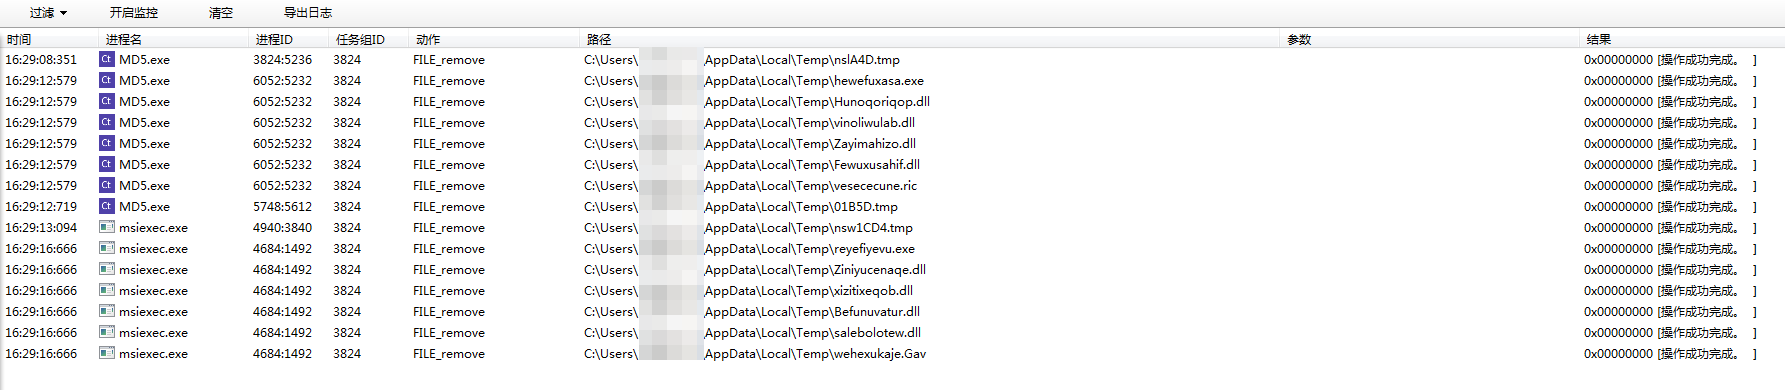 过滤 开启监控 清空 导出日志
时间 进程名 进程ID 任务组ID 动作 路径 参数 结果
16:29:08:351 Ct MD5.exe 3824:5236 3824 FILE_remove C:\Users\ AppData\Local\Temp\nslA4D.tmp 0x00000000 [操作成功完成。 ]
16:29:12:579 Ct MD5.exe 6052:5232 3824 FILE_remove C:\Users\ AppData\Local\Temp\hewefuxasa.exe 0x00000000 [操作成功完成。 ]
16:29:12:579 Ct MD5.exe 6052:5232 3824 FILE_remove C:\Users\ AppData\Local\Temp\Hunoqoriqop.dll 0x00000000 [操作成功完成。 ]
16:29:12:579 Ct MD5.exe 6052:5232 3824 FILE_remove C:\Users\ AppData\Local\Temp\vinoliwulab.dll 0x00000000 [操作成功完成。 ]
16:29:12:579 Ct MD5.exe 6052:5232 3824 FILE_remove C:\Users\ AppData\Local\Temp\Zayimahizo.dll 0x00000000 [操作成功完成。 ]
16:29:12:579 Ct MD5.exe 6052:5232 3824 FILE_remove C:\Users\ AppData\Local\Temp\Fewuxusahif.dll 0x00000000 [操作成功完成。 ]
16:29:12:579 Ct MD5.exe 6052:5232 3824 FILE_remove C:\Users\ AppData\Local\Temp\vesececune.ric 0x00000000 [操作成功完成。 ]
16:29:12:719 Ct MD5.exe 5748:5612 3824 FILE_remove C:\Users\ AppData\Local\Temp\01B5D.tmp 0x00000000 [操作成功完成。 ]
16:29:13:094 msiexec.exe 4940:3840 3824 FILE_remove C:\Users\ AppData\Local\Temp\nsw1CD4.tmp 0x00000000 [操作成功完成。 ]
16:29:16:666 msiexec.exe 4684:1492 3824 FILE_remove C:\Users\ AppData\Local\Temp\reyefiyevu.exe 0x00000000 [操作成功完成。 ]
16:29:16:666 msiexec.exe 4684:1492 3824 FILE_remove C:\Users\ AppData\Local\Temp\Ziniyucenaqe.dll 0x00000000 [操作成功完成。 ]
16:29:16:666 msiexec.exe 4684:1492 3824 FILE_remove C:\Users\ AppData\Local\Temp\xizitixeqob.dll 0x00000000 [操作成功完成。 ]
16:29:16:666 msiexec.exe 4684:1492 3824 FILE_remove C:\Users\ AppData\Local\Temp\Befunuvatur.dll 0x00000000 [操作成功完成。 ]
16:29:16:666 msiexec.exe 4684:1492 3824 FILE_remove C:\Users\ AppData\Local\Temp\salebolotew.dll 0x00000000 [操作成功完成。 ]
16:29:16:666 msiexec.exe 4684:1492 3824 FILE_remove C:\Users\ AppData\Local\Temp\wehexukaje.Gav 0x00000000 [操作成功完成。 ]